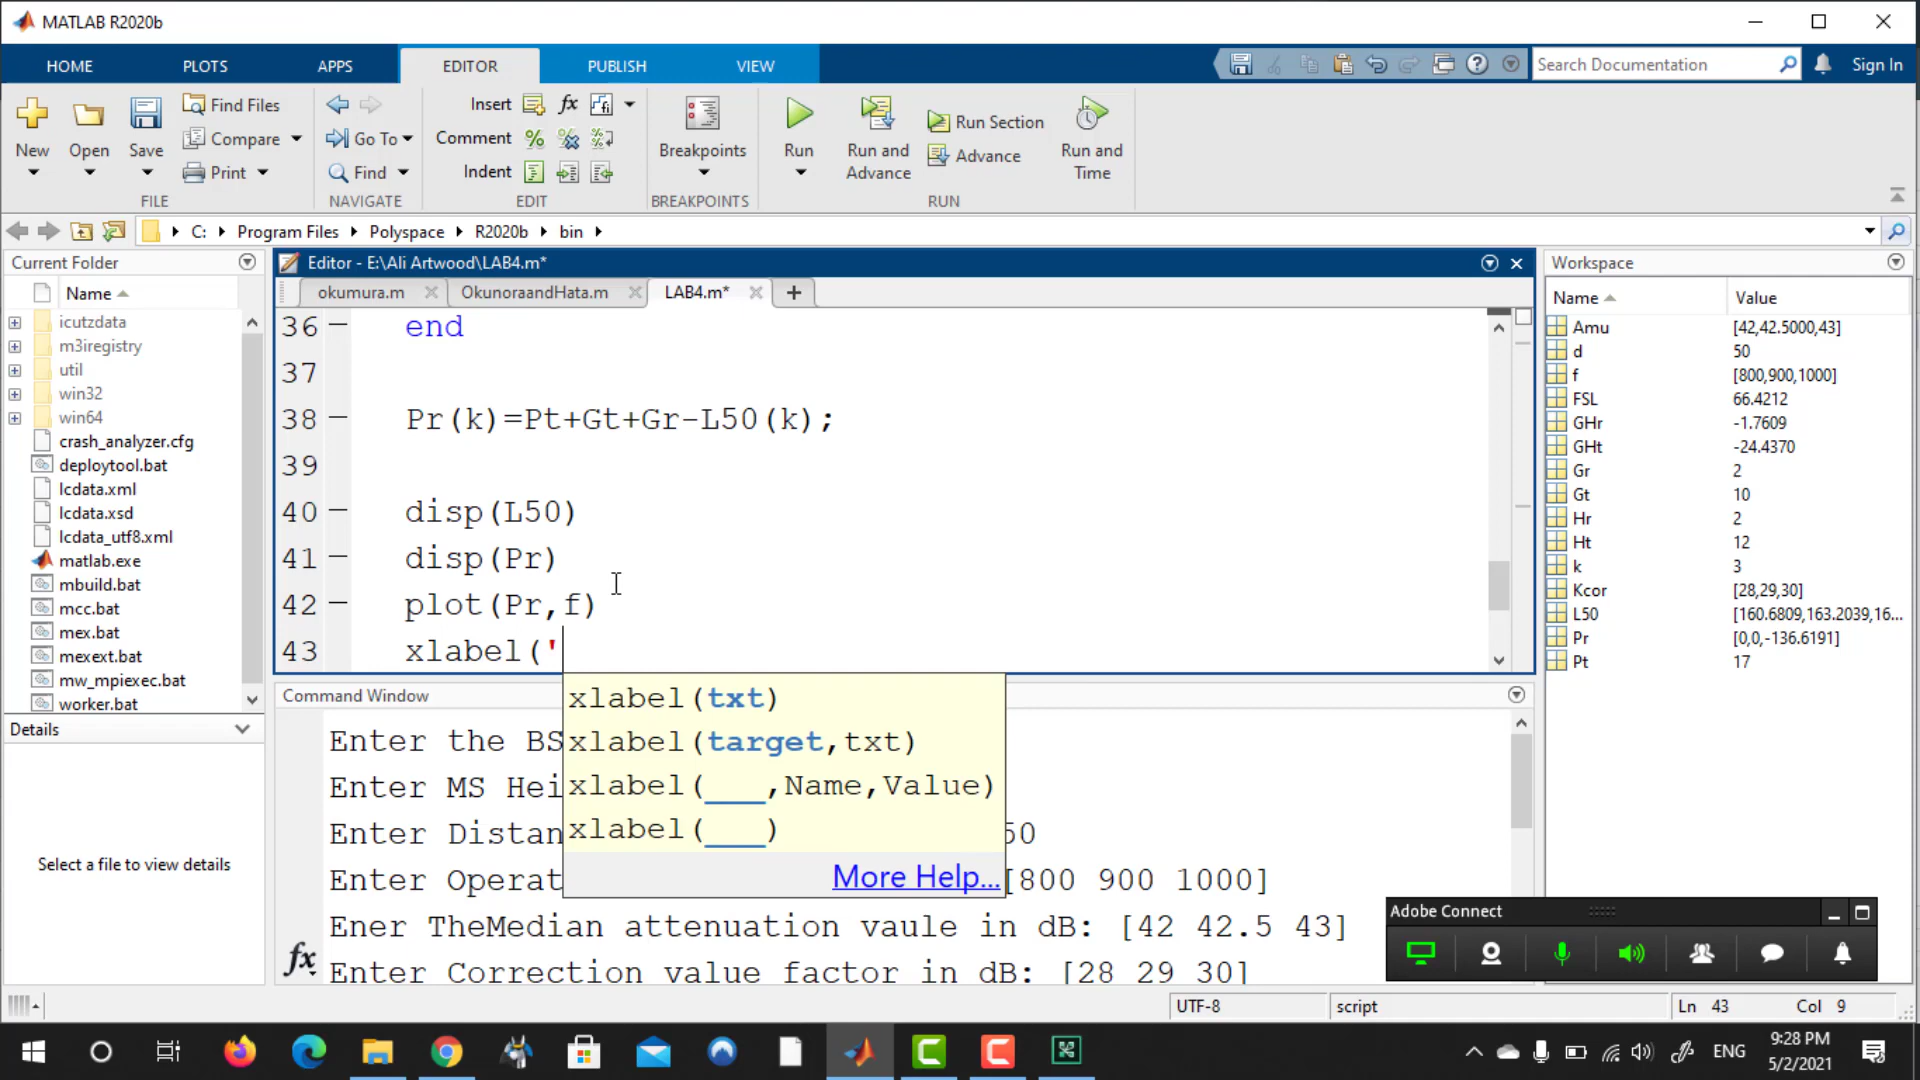 MATLAB R2020b
HOME PLOTS APPS EDITOR PUBLISH VIEW Search Documentation Sign In
New Open Save Find Files Compare Print FILE
Go To Find NAVIGATE
Insert Comment Indent EDIT
Breakpoints BREAKPOINTS
Run Run and Advance Run Section Advance Run and Time RUN
C: Program Files Polyspace R2020b bin
Current Folder
Name
icutzdata
m3iregistry
util
win32
win64
crash_analyzer.cfg
deploytool.bat
lcdata.xml
lcdata.xsd
lcdata_utf8.xml
matlab.exe
mbuild.bat
mcc.bat
mex.bat
mexext.bat
mw_mpiexec.bat
worker.bat
Details
Select a file to view details
Editor - E:\Ali Artwood\LAB4.m*
okumura.m OkunoraandHata.m LAB4.m*
36 end
37
38 Pr(k)=Pt+Gt+Gr-L50(k);
39
40 disp(L50)
41 disp(Pr)
42 plot(Pr,f)
43 xlabel('
xlabel(txt)
xlabel(target,txt)
xlabel(___,Name,Value)
xlabel(___)
More Help...
Command Window
Enter the BS
Enter MS Hei
Enter Distan 50
Enter Operat [800 900 1000]
Ener TheMedian attenuation vaule in dB: [42 42.5 43]
fx Enter Correction value factor in dB: [28 29 30]
Workspace
Name Value
Amu [42,42.5000,43]
d 50
f [800,900,1000]
FSL 66.4212
GHr -1.7609
GHt -24.4370
Gr 2
Gt 10
Hr 2
Ht 12
k 3
Kcor [28,29,30]
L50 [160.6809,163.2039,16...
Pr [0,0,-136.6191]
Pt 17
Adobe Connect
UTF-8 script Ln 43 Col 9
ENG 9:28 PM
5/2/2021